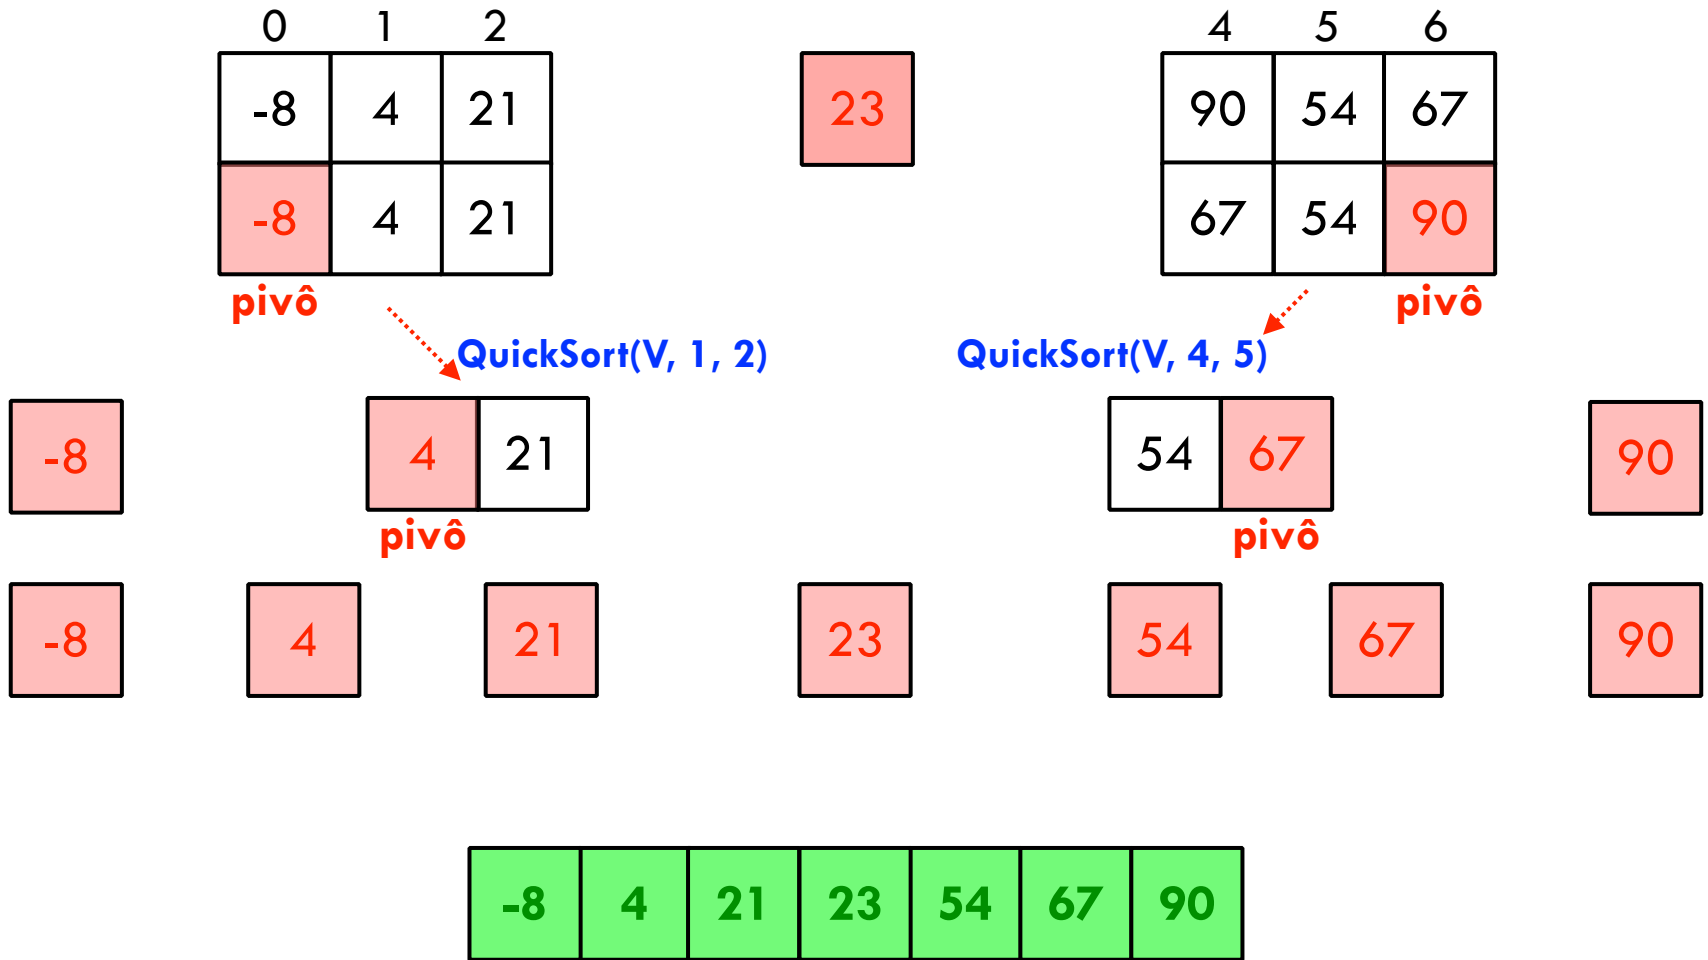 0 1 2 4 5 6
-8 4 21 23 90 54 67
-8 4 21 67 54 90
pivô pivô
QuickSort(V, 1, 2) QuickSort(V, 4, 5)
-8 4 21 54 67 90
pivô pivô
-8 4 21 23 54 67 90
-8 4 21 23 54 67 90